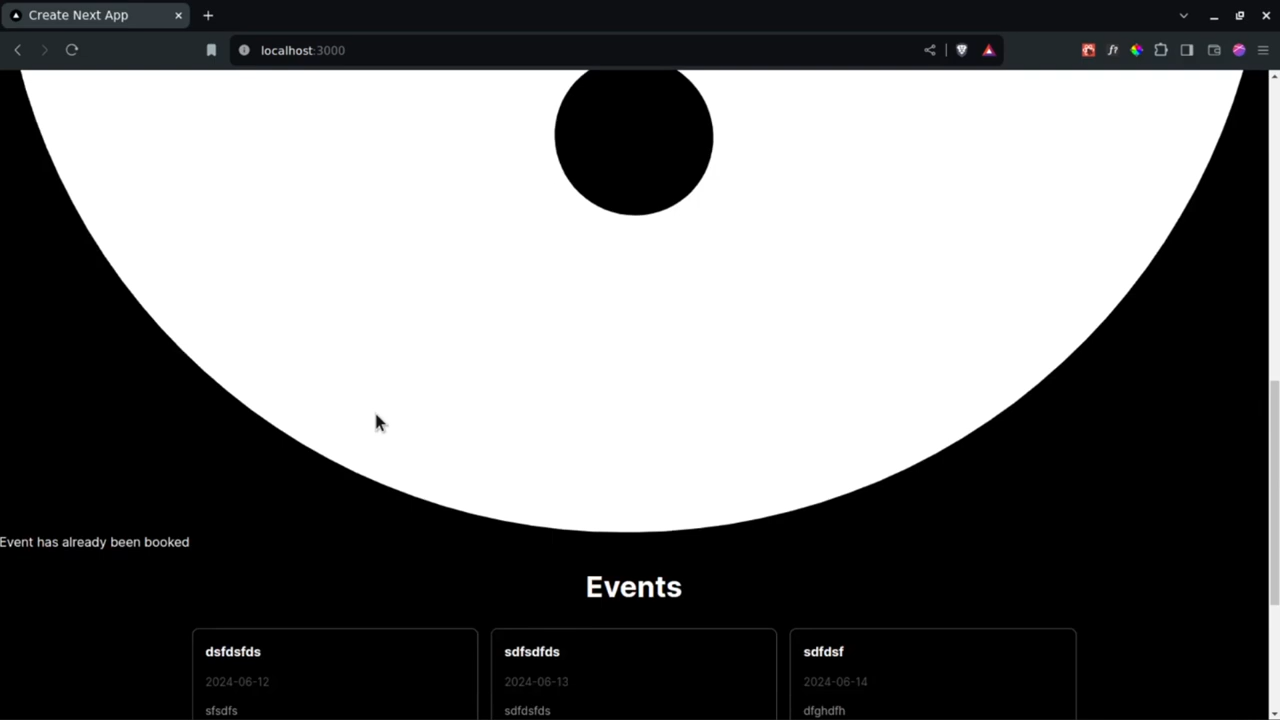 Create Next App
localhost:3000
f?
Event has already been booked
Events
dsfdsfds
sdfsdfds
sdfdsf
2024-06-12
2024-06-13
2024-06-14
sfsdfs
sdfdsfds
dfghdfh